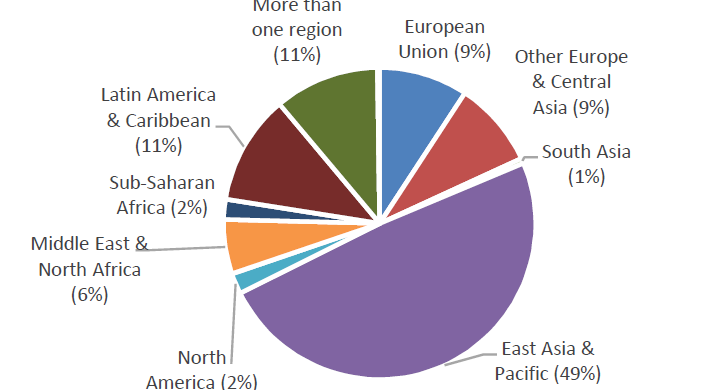 More than
one region
(11%)
European
Union (9%)
Other Europe
& Central
Asia (9%)
South Asia
(1%)
East Asia &
Pacific (49%)
North
America (2%)
Middle East &
North Africa
(6%)
Sub-Saharan
Africa (2%)
Latin America
& Caribbean
(11%)